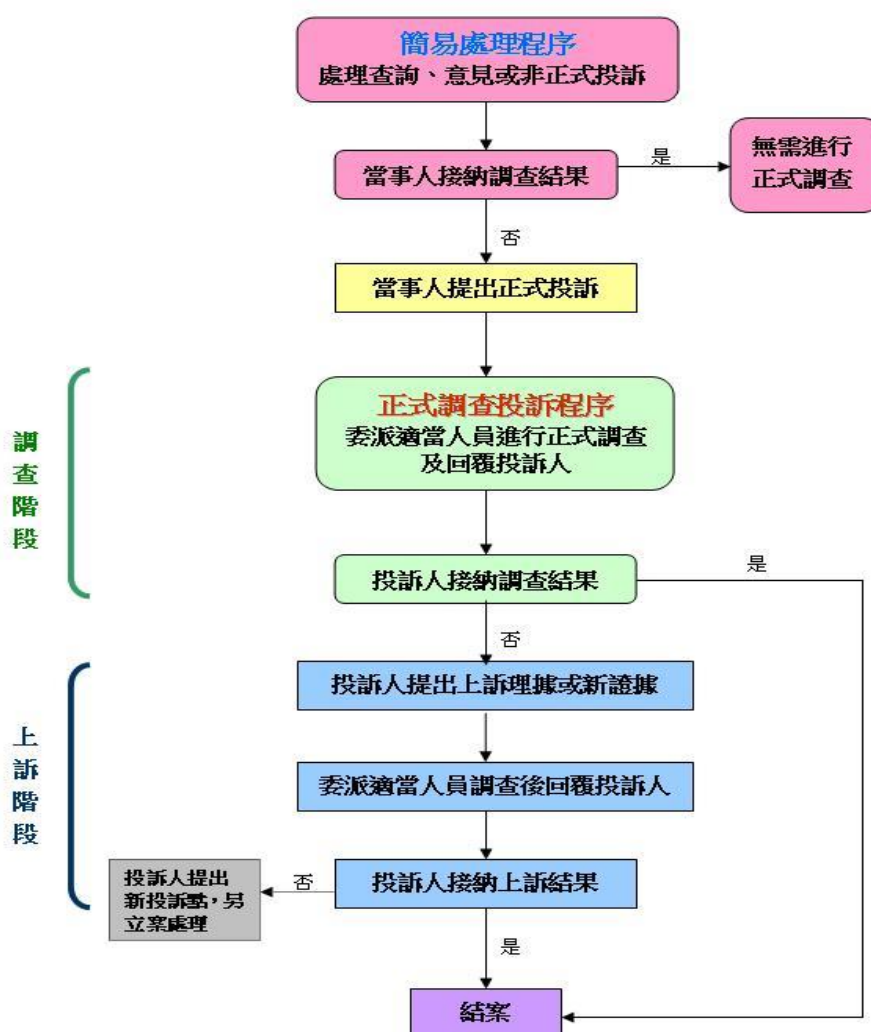 簡易處理程序
處理查詢、意見或非正式投訴
當事人接納調查結果
是
無需進行
正式調查
否
當事人提出正式投訴
調查階段
正式調查投訴程序
委派適當人員進行正式調查
及回覆投訴人
投訴人接納調查結果
是
否
上訴階段
投訴人提出上訴理據或新證據
委派適當人員調查後回覆投訴人
投訴人接納上訴結果
否
投訴人提出
新投訴點，另
立案處理
是
結案